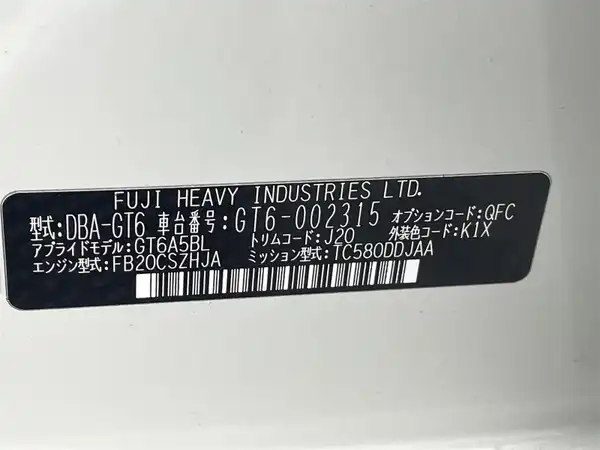 FUJI HEAVY INDUSTRIES LTD.
型式:DBA-GT6 車台番号:GT6-002315 オプションコード:QFC
アプライドモデル:GT6A5BL トリムコード:J20 外装色コード:K1X
エンジン型式:FB20CSZHJA ミッション型式:TC580DDJAA